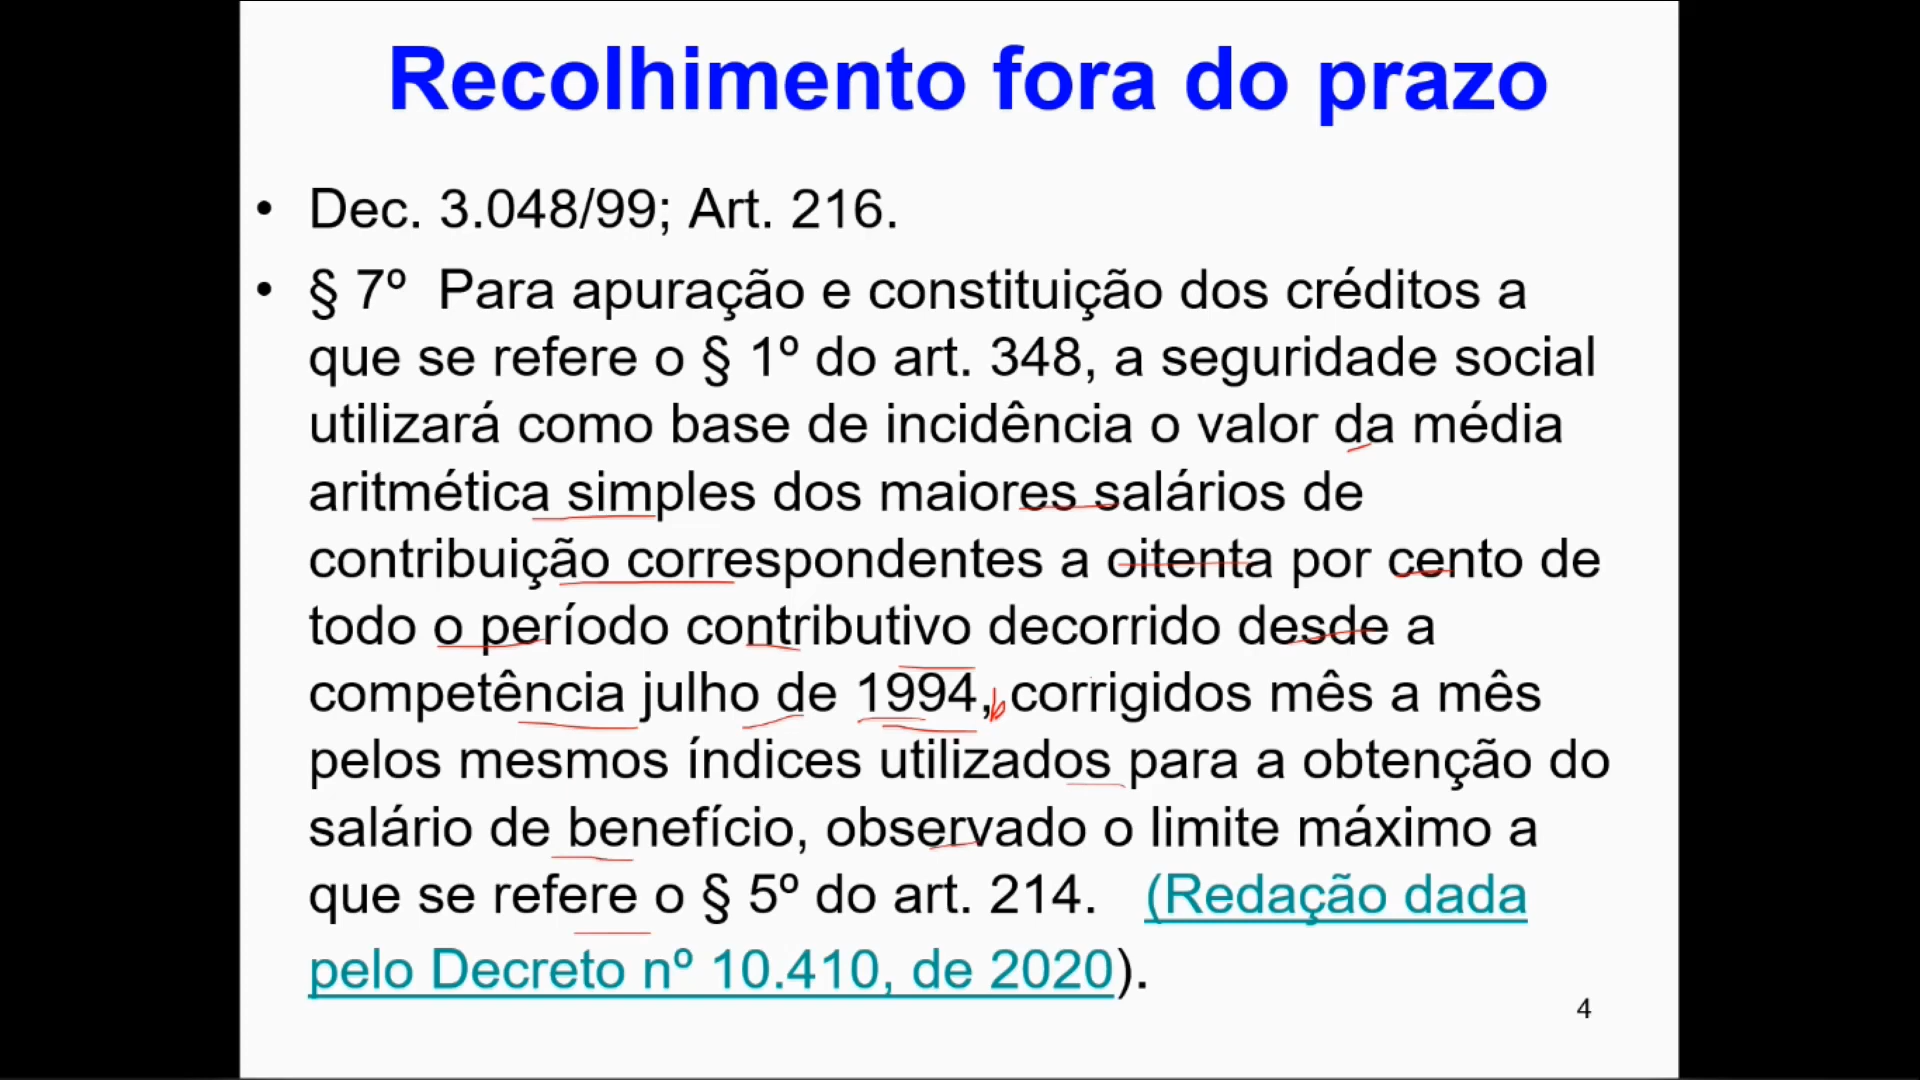 Recolhimento fora do prazo
• Dec. 3.048/99; Art. 216.
• § 7º Para apuração e constituição dos créditos a
que se refere o § 1º do art. 348, a seguridade social
utilizará como base de incidência o valor da média
aritmética simples dos maiores salários de
contribuição correspondentes a oitenta por cento de
todo o período contributivo decorrido desde a
competência julho de 1994, corrigidos mês a mês
pelos mesmos índices utilizados para a obtenção do
salário de benefício, observado o limite máximo a
que se refere o § 5º do art. 214. (Redação dada
pelo Decreto nº 10.410, de 2020).
4